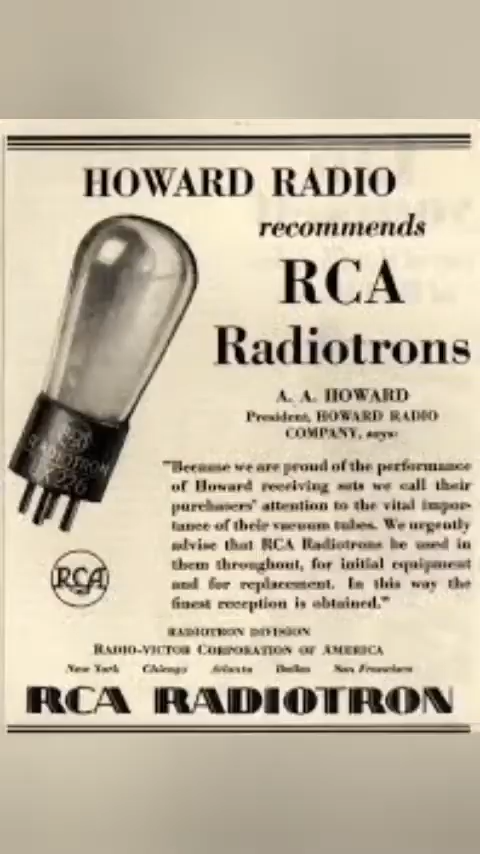 HOWARD RADIO
recommends
RCA
Radiotrons
A. A. HOWARD
President, HOWARD RADIO
COMPANY, says:
"Because we are proud of the performance
of Howard receiving sets we call their
purchasers' attention to the vital impor-
tance of their vacuum tubes. We urgently
advise that RCA Radiotrons be used in
them throughout, for initial equipment
and for replacement. In this way the
finest reception is obtained."
RCA
RADIOTRON
UX-226
RCA
RADIOTRON DIVISION
RADIO-VICTOR CORPORATION OF AMERICA
New York Chicago Atlanta Dallas San Francisco
RCA RADIOTRON